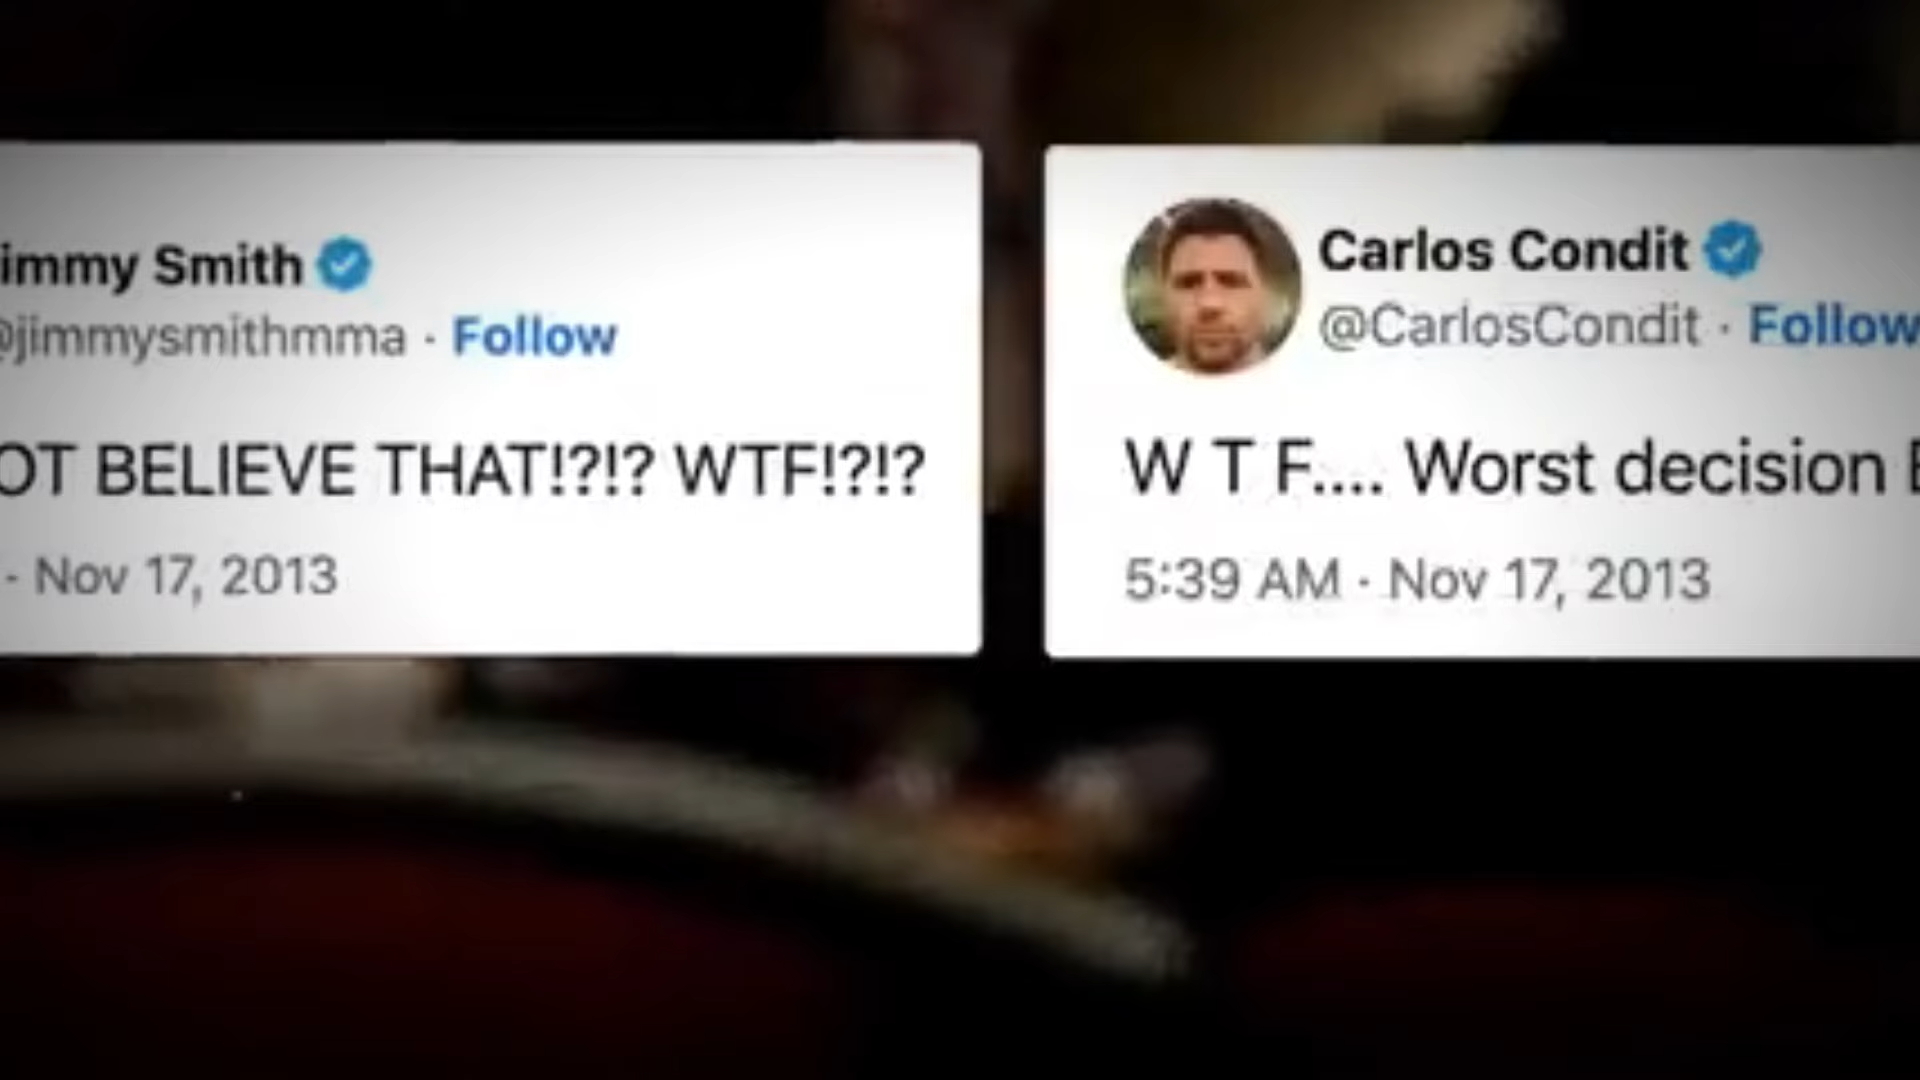 immy Smith
@jimmysmithmma · Follow
OT BELIEVE THAT!?!? WTF!?!?
· Nov 17, 2013
Carlos Condit
@CarlosCondit · Follow
W T F.... Worst decision E
5:39 AM · Nov 17, 2013